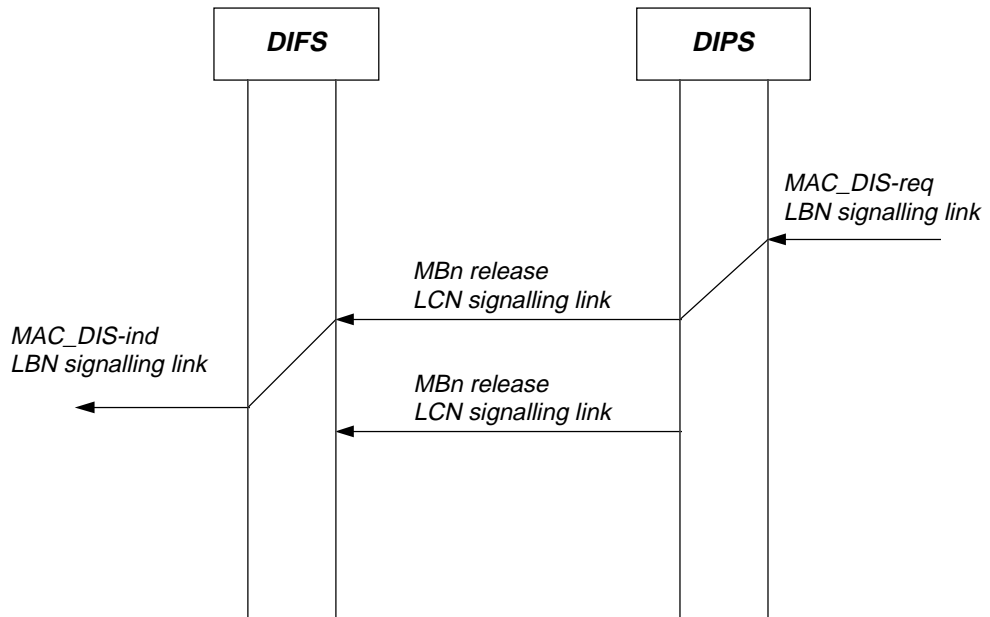 DIFS
DIPS
MAC_DIS-req
LBN signalling link
MBn release
LCN signalling link
MAC_DIS-ind
LBN signalling link
MBn release
LCN signalling link